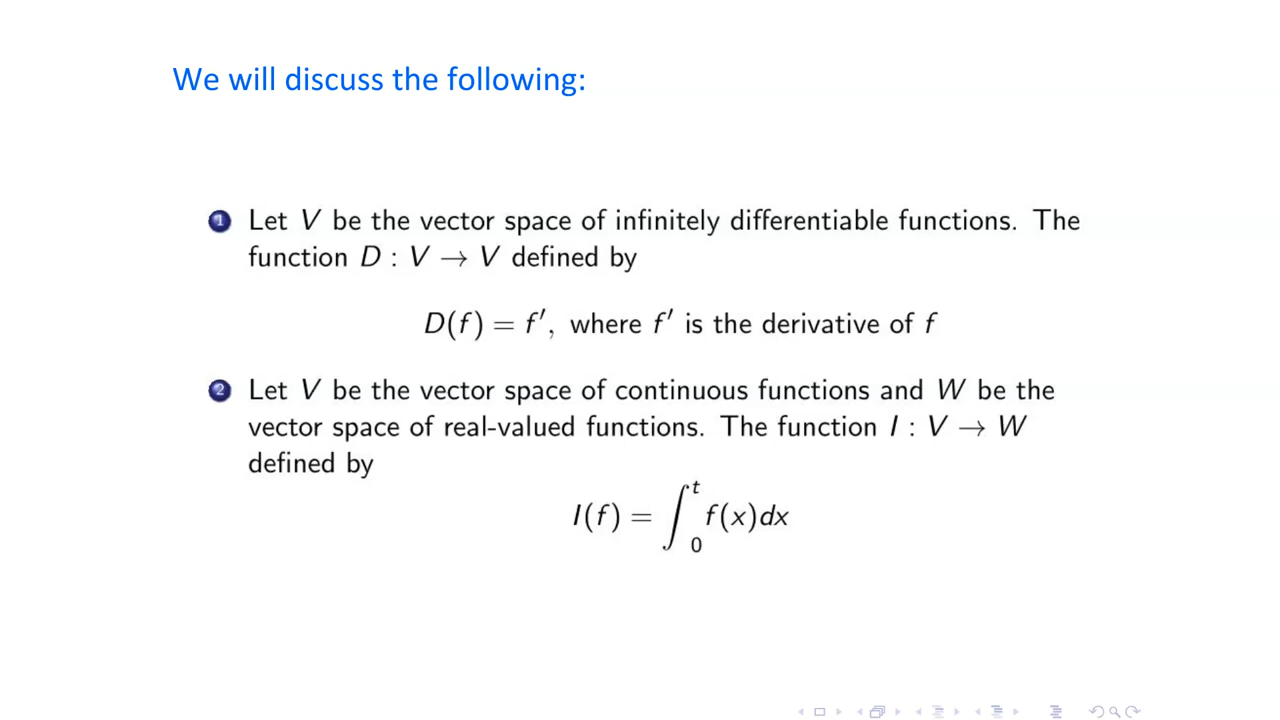 We will discuss the following:
1 Let V be the vector space of infinitely differentiable functions. The
function D : V → V defined by
D(f) = f′, where f′ is the derivative of f
2 Let V be the vector space of continuous functions and W be the
vector space of real-valued functions. The function I : V → W
defined by
I(f) = ∫₀ᵗ f(x)dx